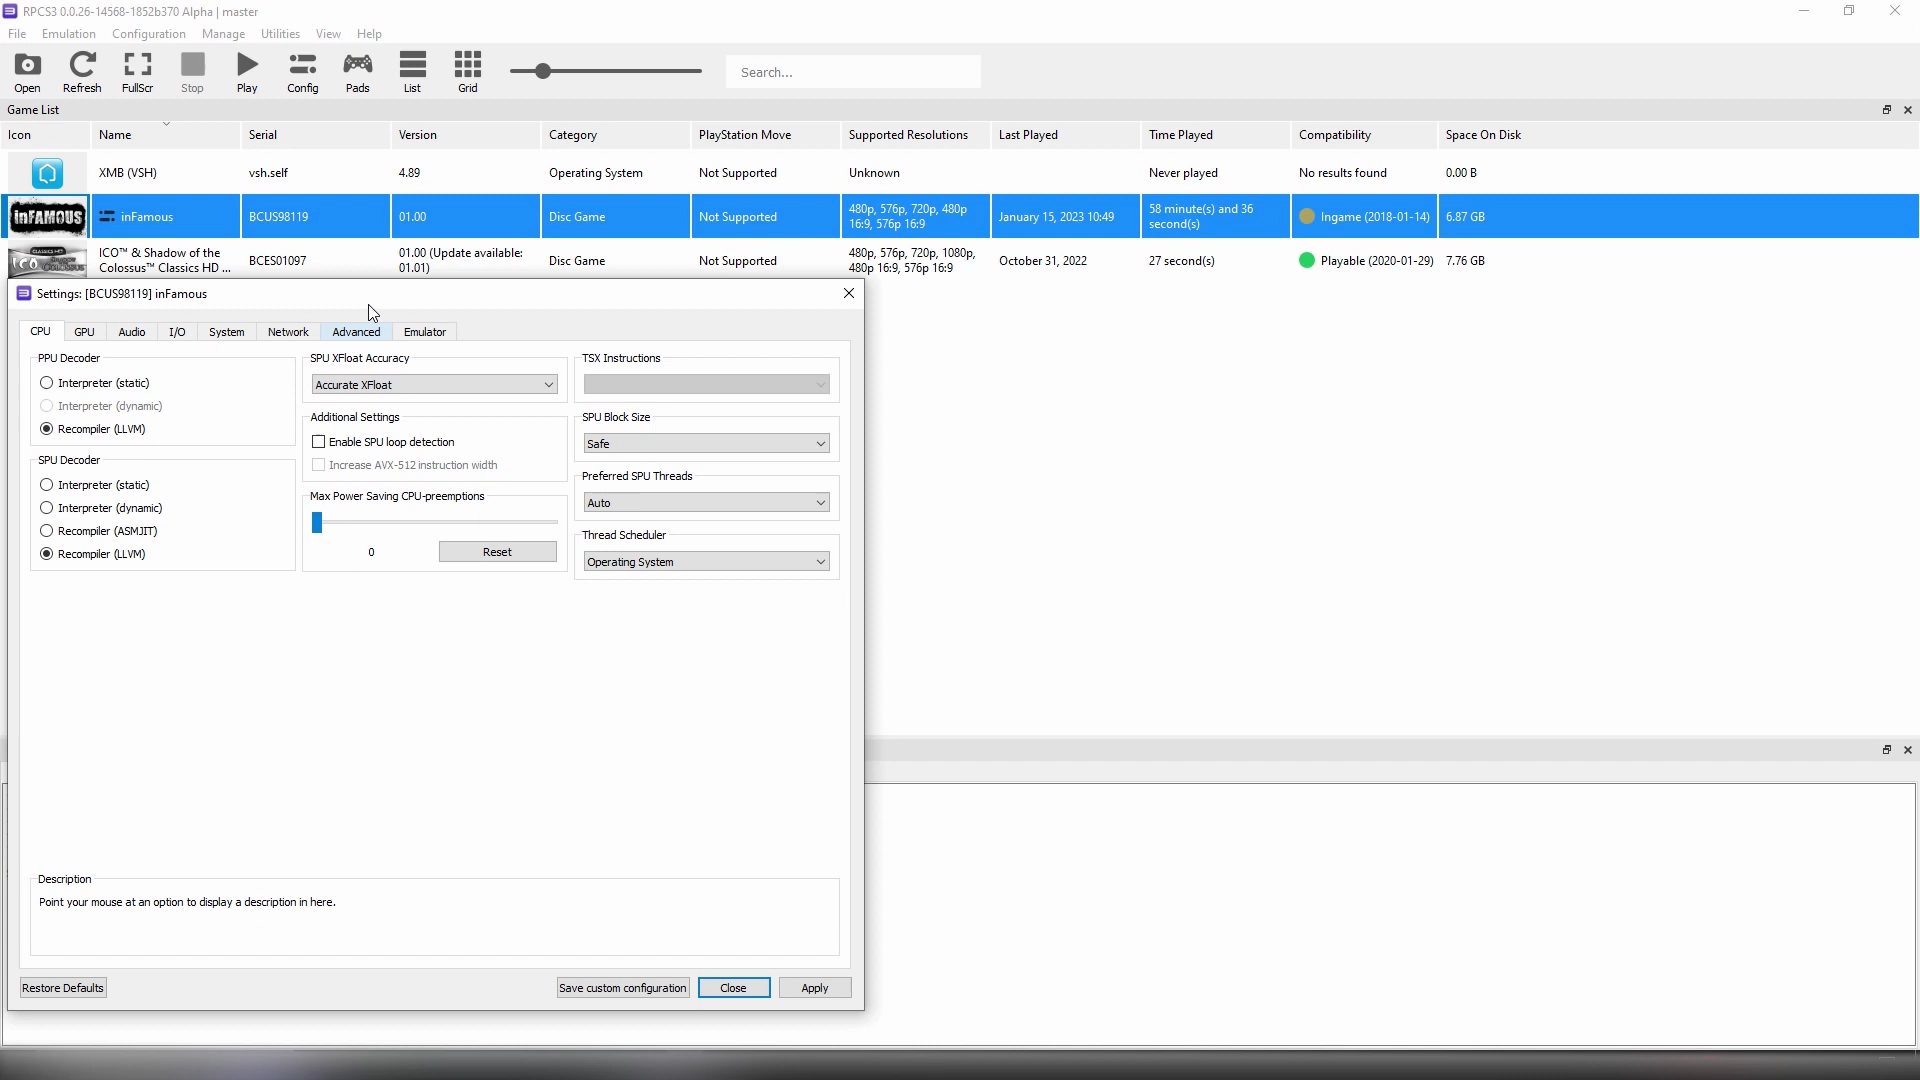 RPCS3 0.0.26-14568-1852b370 Alpha | master
File Emulation Configuration Manage Utilities View Help
Open Refresh FullScr Stop Play Config Pads List Grid Search...
Game List
Icon Name Serial Version Category PlayStation Move Supported Resolutions Last Played Time Played Compatibility Space On Disk
XMB (VSH) vsh.self 4.89 Operating System Not Supported Unknown Never played No results found 0.00 B
inFAMOUS inFamous BCUS98119 01.00 Disc Game Not Supported 480p, 576p, 720p, 480p January 15, 2023 10:49 58 minute(s) and 36 Ingame (2018-01-14) 6.87 GB
16:9, 576p 16:9 second(s)
ICO™ & Shadow of the BCES01097 01.00 (Update available: Disc Game Not Supported 480p, 576p, 720p, 1080p, October 31, 2022 27 second(s) Playable (2020-01-29) 7.76 GB
Colossus™ Classics HD ... 01.01) 480p 16:9, 576p 16:9
Settings: [BCUS98119] inFamous
CPU GPU Audio I/O System Network Advanced Emulator
PPU Decoder
Interpreter (static)
Interpreter (dynamic)
Recompiler (LLVM)
SPU Decoder
Interpreter (static)
Interpreter (dynamic)
Recompiler (ASMJIT)
Recompiler (LLVM)
SPU XFloat Accuracy
Accurate XFloat
Additional Settings
Enable SPU loop detection
Increase AVX-512 instruction width
Max Power Saving CPU-preemptions
0 Reset
TSX Instructions
SPU Block Size
Safe
Preferred SPU Threads
Auto
Thread Scheduler
Operating System
Description
Point your mouse at an option to display a description in here.
Restore Defaults Save custom configuration Close Apply